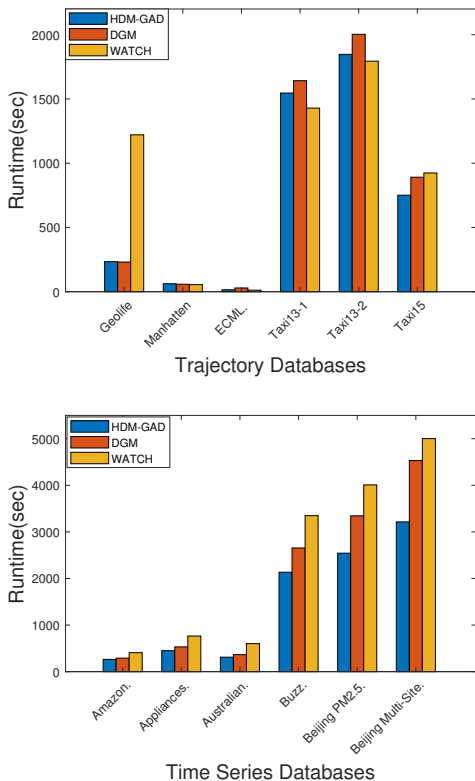 HDM-GAD
DGM
WATCH
2000
1500
1000
500
0
Runtime(sec)
Geolife
Manhatten
ECML.
Taxi13-1
Taxi13-2
Taxi15
Trajectory Databases
HDM-GAD
DGM
WATCH
5000
4000
3000
2000
1000
0
Runtime(sec)
Amazon.
Appliances.
Australian.
Buzz.
Beijing PM2.5.
Beijing Multi-Site.
Time Series Databases